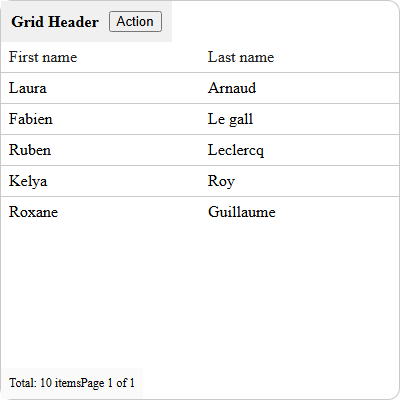 Grid Header Action
First name Last name
Laura Arnaud
Fabien Le gall
Ruben Leclercq
Kelya Roy
Roxane Guillaume
Total: 10 itemsPage 1 of 1